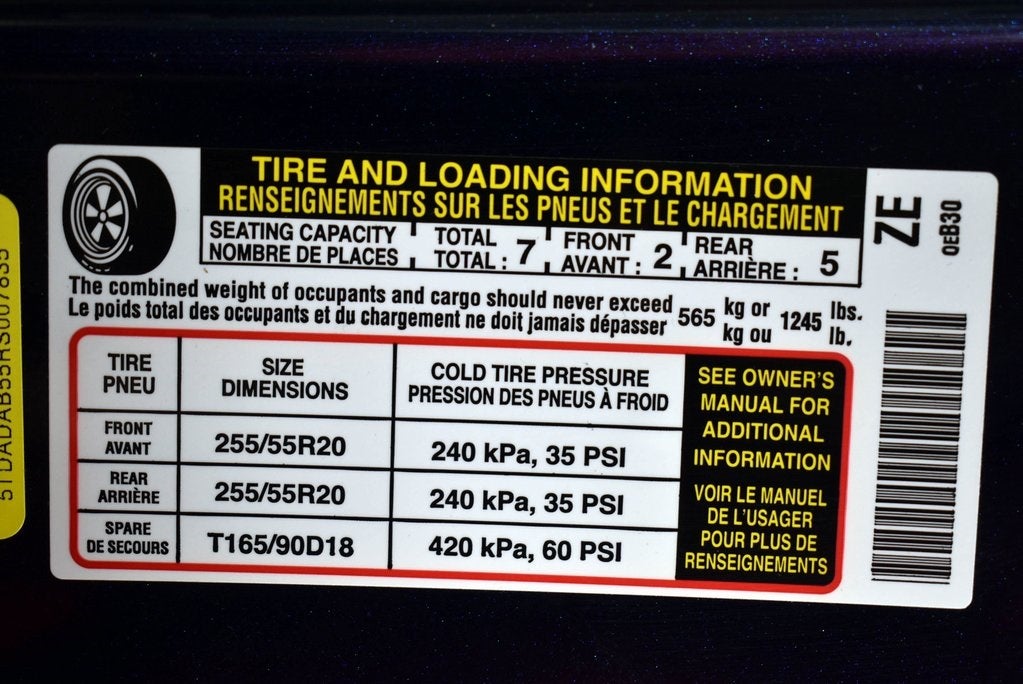 TIRE AND LOADING INFORMATION
RENSEIGNEMENTS SUR LES PNEUS ET LE CHARGEMENT
SEATING CAPACITY TOTAL FRONT REAR
NOMBRE DE PLACES TOTAL : 7 AVANT : 2 ARRIÈRE : 5
The combined weight of occupants and cargo should never exceed 565 kg or 1245 lbs.
Le poids total des occupants et du chargement ne doit jamais dépasser kg ou lb.
TIRE
PNEU
SIZE
DIMENSIONS
COLD TIRE PRESSURE
PRESSION DES PNEUS À FROID
FRONT
AVANT
255/55R20
240 kPa, 35 PSI
REAR
ARRIÈRE
255/55R20
240 kPa, 35 PSI
SPARE
DE SECOURS
T165/90D18
420 kPa, 60 PSI
SEE OWNER'S
MANUAL FOR
ADDITIONAL
INFORMATION
VOIR LE MANUEL
DE L'USAGER
POUR PLUS DE
RENSEIGNEMENTS
ZE
0EB30